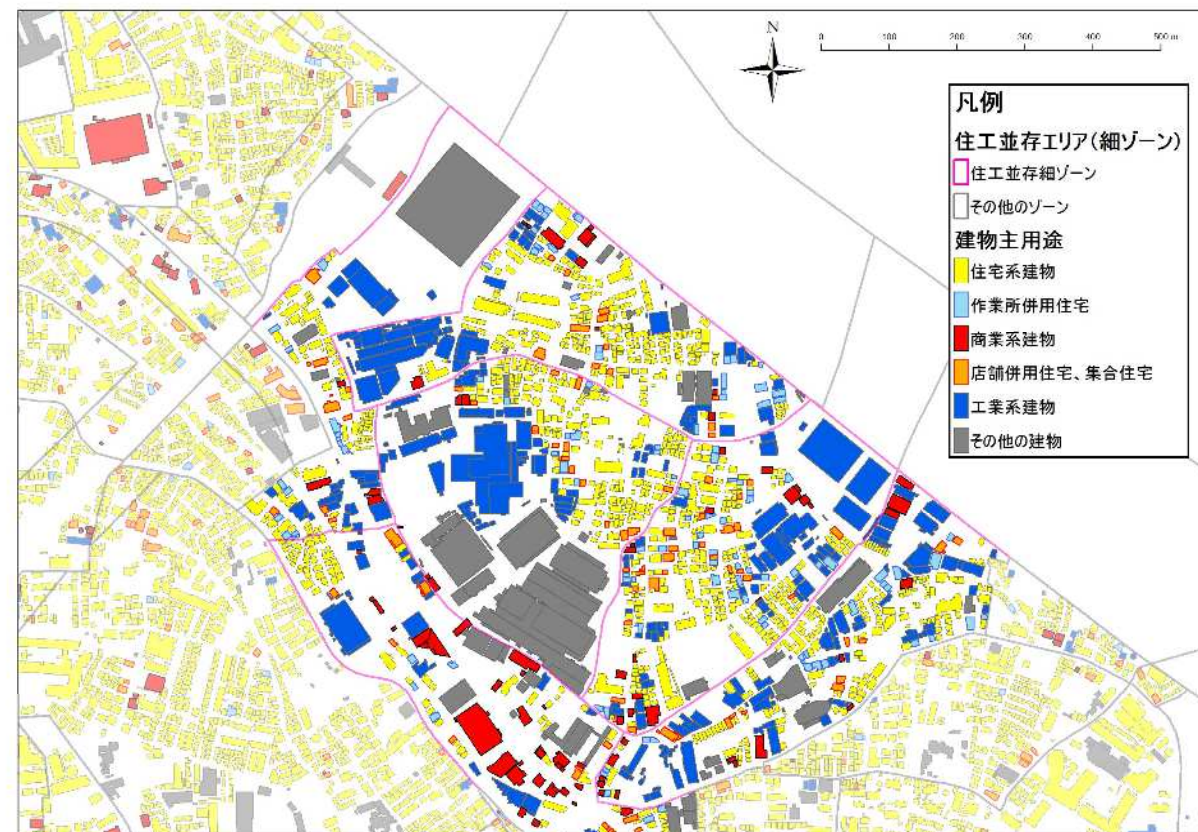 N
0 100 200 300 400 500 m
凡例
住工並存エリア(細ゾーン)
住工並存細ゾーン
その他のゾーン
建物主用途
住宅系建物
作業所併用住宅
商業系建物
店舗併用住宅、集合住宅
工業系建物
その他の建物